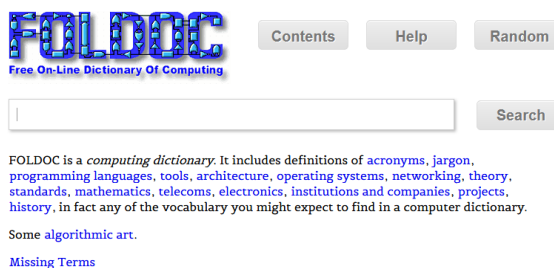 FOLDOC
Free On-Line Dictionary Of Computing
Contents
Help
Random
Search
FOLDOC is a computing dictionary. It includes definitions of acronyms, jargon,
programming languages, tools, architecture, operating systems, networking, theory,
standards, mathematics, telecoms, electronics, institutions and companies, projects,
history, in fact any of the vocabulary you might expect to find in a computer dictionary.
Some algorithmic art.
Missing Terms